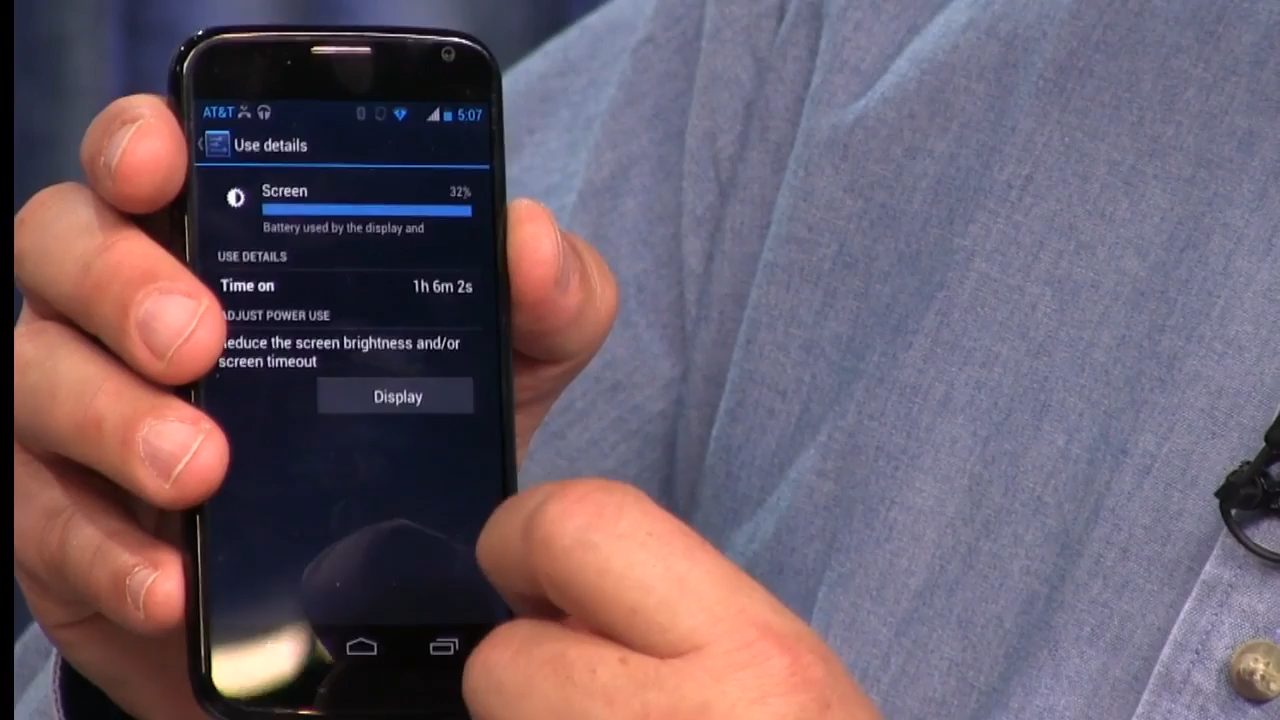 AT&T 5:07
Use details
Screen 32%
Battery used by the display and
USE DETAILS
Time on 1h 6m 2s
ADJUST POWER USE
educe the screen brightness and/or
screen timeout
Display